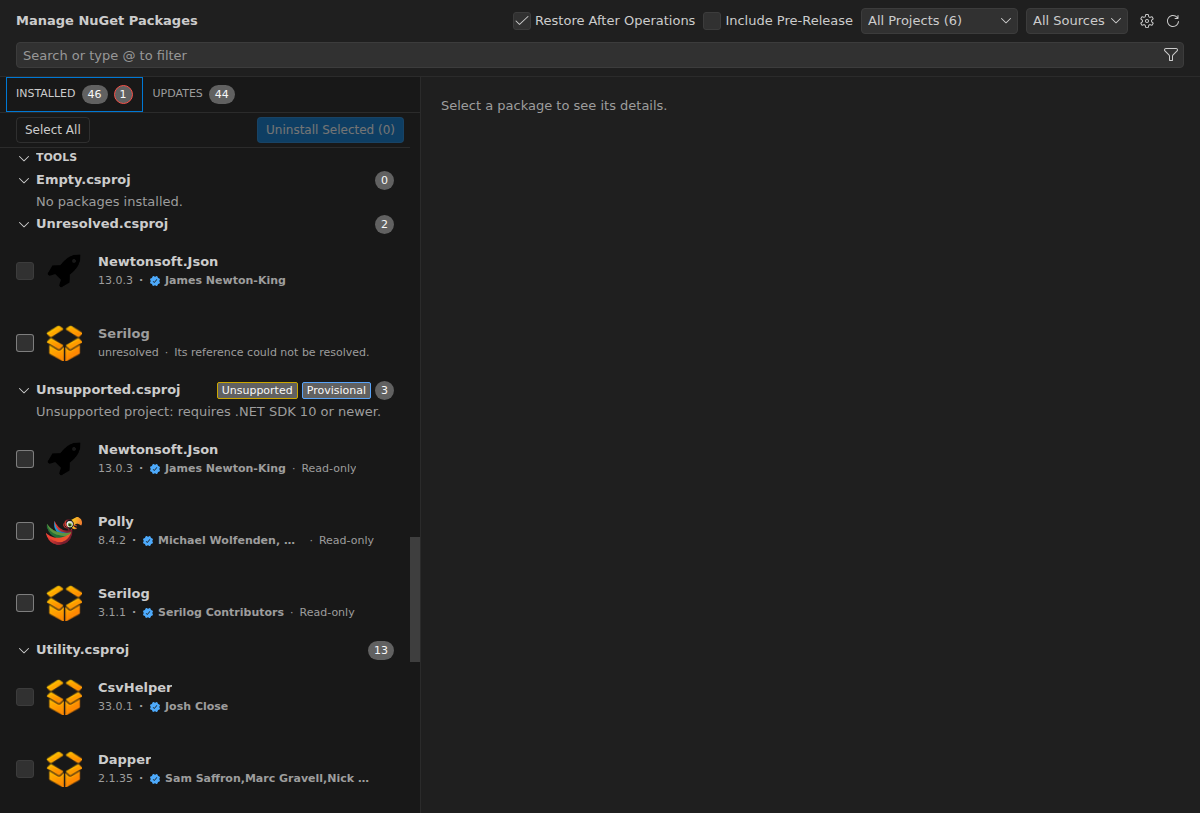 Manage NuGet Packages
Restore After Operations
Include Pre-Release
All Projects (6)
All Sources
Search or type @ to filter
INSTALLED 46 1
UPDATES 44
Select a package to see its details.
Select All
Uninstall Selected (0)
TOOLS
Empty.csproj 0
No packages installed.
Unresolved.csproj 2
Newtonsoft.Json
13.0.3 · James Newton-King
Serilog
unresolved · Its reference could not be resolved.
Unsupported.csproj Unsupported Provisional 3
Unsupported project: requires .NET SDK 10 or newer.
Newtonsoft.Json
13.0.3 · James Newton-King · Read-only
Polly
8.4.2 · Michael Wolfenden, ... · Read-only
Serilog
3.1.1 · Serilog Contributors · Read-only
Utility.csproj 13
CsvHelper
33.0.1 · Josh Close
Dapper
2.1.35 · Sam Saffron,Marc Gravell,Nick ...